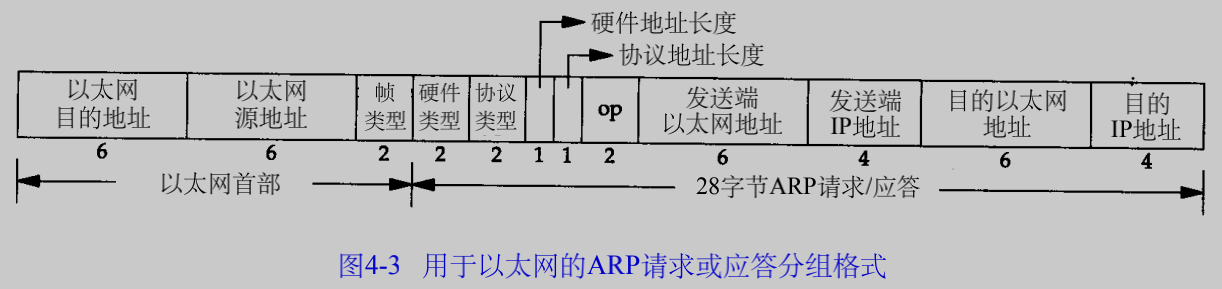 硬件地址长度
协议地址长度
以太网
目的地址
以太网
源地址
帧
类型
硬件
类型
协议
类型
op
发送端
以太网地址
发送端
IP地址
目的以太网
地址
目的
IP地址
6
6
2
2
2
1
1
2
6
4
6
4
以太网首部
28字节ARP请求/应答
图4-3 用于以太网的ARP请求或应答分组格式